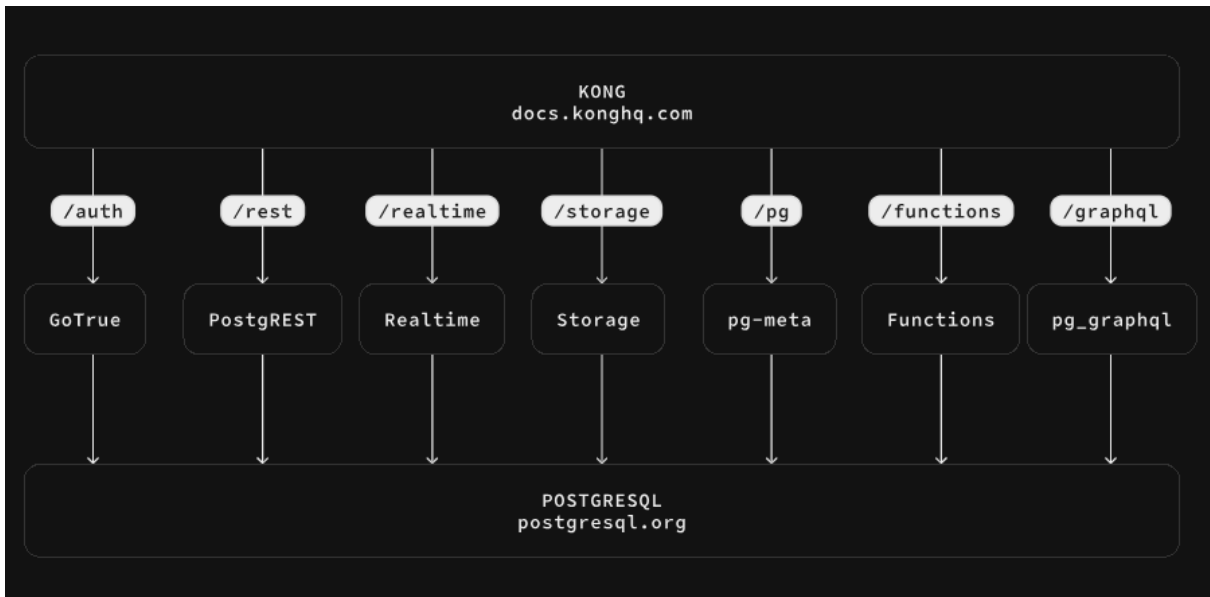 KONG
docs.konghq.com
/auth
/rest
/realtime
/storage
/pg
/functions
/graphql
GoTrue
PostgREST
Realtime
Storage
pg-meta
Functions
pg_graphql
POSTGRESQL
postgresql.org